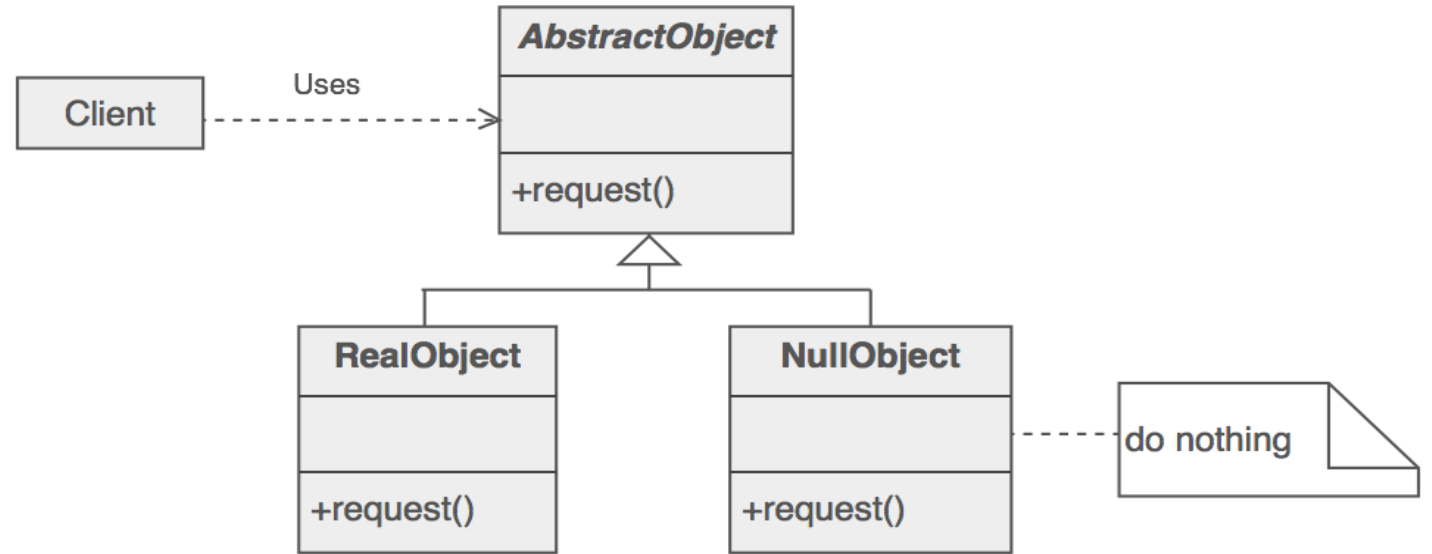 AbstractObject
Uses
Client
+request()
RealObject
NullObject
do nothing
+request()
+request()